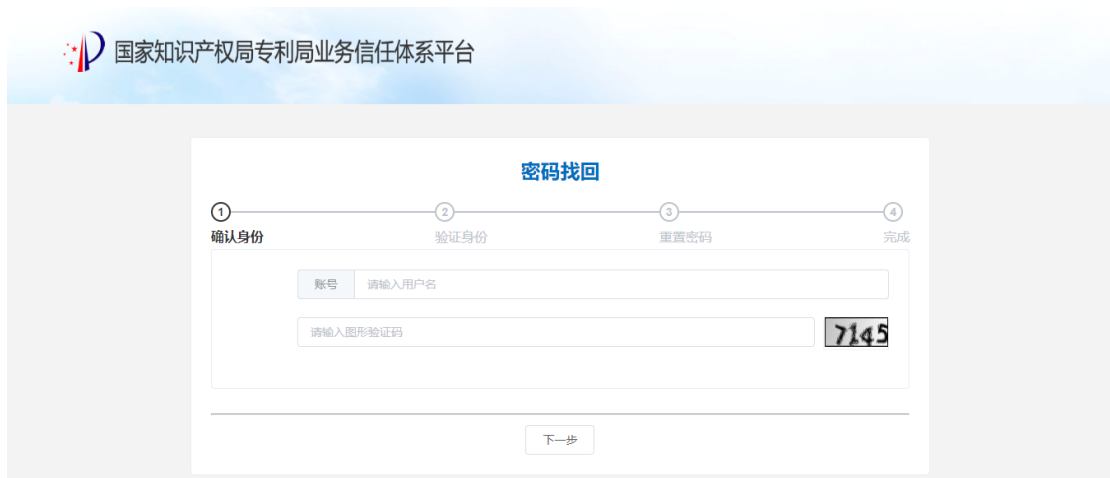 国家知识产权局专利局业务信任体系平台
密码找回
1 2 3 4
确认身份 验证身份 重置密码 完成
账号 请输入用户名
请输入图形验证码 7145
下一步